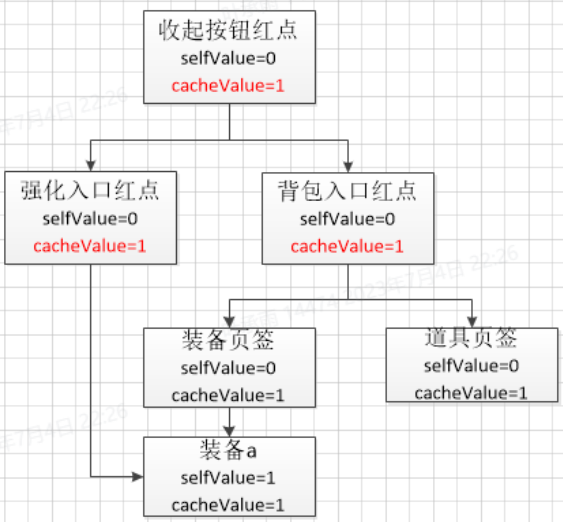 收起按钮红点
selfValue=0
cacheValue=1
强化入口红点
selfValue=0
cacheValue=1
背包入口红点
selfValue=0
cacheValue=1
装备页签
selfValue=0
cacheValue=1
道具页签
selfValue=0
cacheValue=1
装备a
selfValue=1
cacheValue=1
年7月4日 22:26
14474 2023年7月4日 22:26
年7月4日 22:26